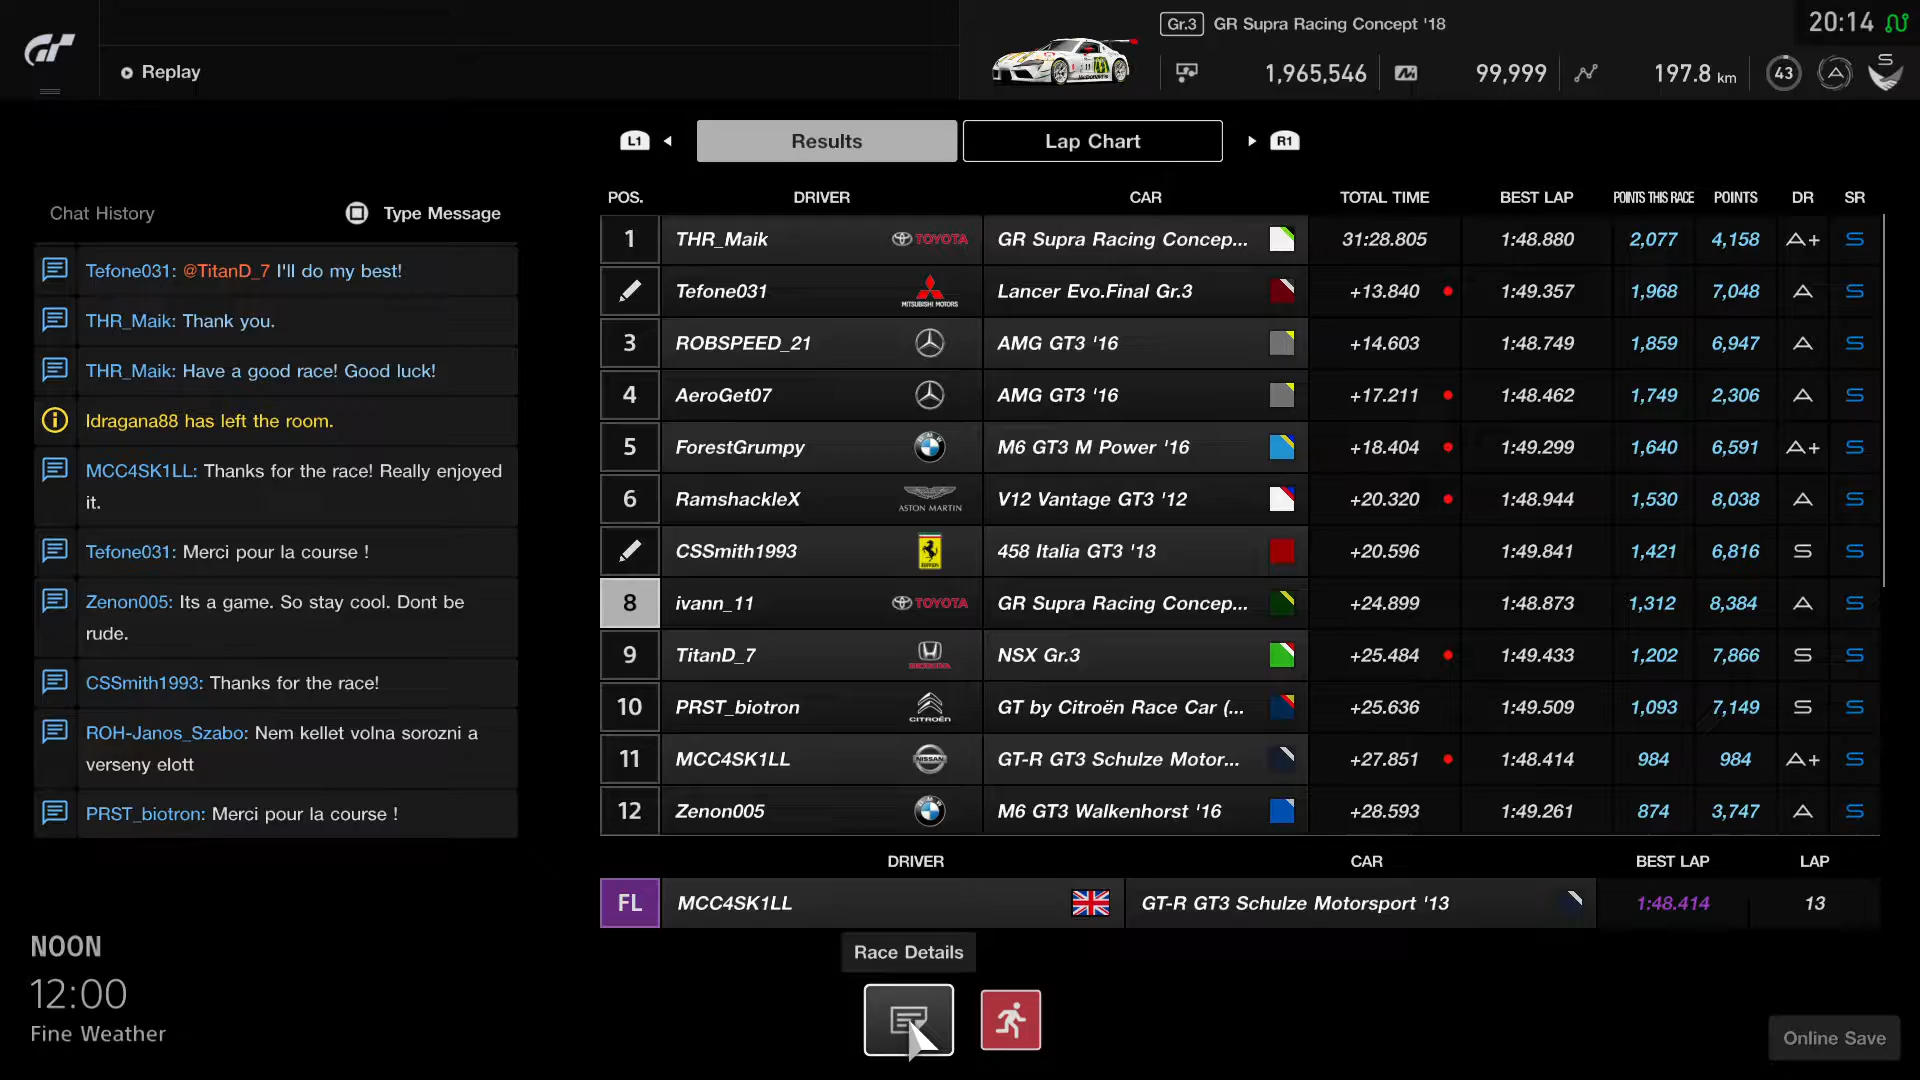 Gr.3 GR Supra Racing Concept '18
20:14
Replay
1,965,546
99,999
197.8 km
43
A
S
L1
Results
Lap Chart
R1
Chat History
Type Message
Tefone031: @TitanD_7 I'll do my best!
THR_Maik: Thank you.
THR_Maik: Have a good race! Good luck!
Idragana88 has left the room.
MCC4SK1LL: Thanks for the race! Really enjoyed
it.
Tefone031: Merci pour la course !
Zenon005: Its a game. So stay cool. Dont be
rude.
CSSmith1993: Thanks for the race!
ROH-Janos_Szabo: Nem kellet volna sorozni a
verseny elott
PRST_biotron: Merci pour la course !
POS. DRIVER CAR TOTAL TIME BEST LAP POINTS THIS RACE POINTS DR SR
1 THR_Maik TOYOTA GR Supra Racing Concep... 31:28.805 1:48.880 2,077 4,158 A+ S
Tefone031 MITSUBISHI MOTORS Lancer Evo.Final Gr.3 +13.840 1:49.357 1,968 7,048 A S
3 ROBSPEED_21 AMG GT3 '16 +14.603 1:48.749 1,859 6,947 A S
4 AeroGet07 AMG GT3 '16 +17.211 1:48.462 1,749 2,306 A S
5 ForestGrumpy M6 GT3 M Power '16 +18.404 1:49.299 1,640 6,591 A+ S
6 RamshackleX ASTON MARTIN V12 Vantage GT3 '12 +20.320 1:48.944 1,530 8,038 A S
CSSmith1993 458 Italia GT3 '13 +20.596 1:49.841 1,421 6,816 S S
8 ivann_11 TOYOTA GR Supra Racing Concep... +24.899 1:48.873 1,312 8,384 A S
9 TitanD_7 HONDA NSX Gr.3 +25.484 1:49.433 1,202 7,866 S S
10 PRST_biotron CITROËN GT by Citroën Race Car (... +25.636 1:49.509 1,093 7,149 S S
11 MCC4SK1LL NISSAN GT-R GT3 Schulze Motor... +27.851 1:48.414 984 984 A+ S
12 Zenon005 M6 GT3 Walkenhorst '16 +28.593 1:49.261 874 3,747 A S
DRIVER CAR BEST LAP LAP
FL MCC4SK1LL GT-R GT3 Schulze Motorsport '13 1:48.414 13
Race Details
NOON
12:00
Fine Weather
Online Save